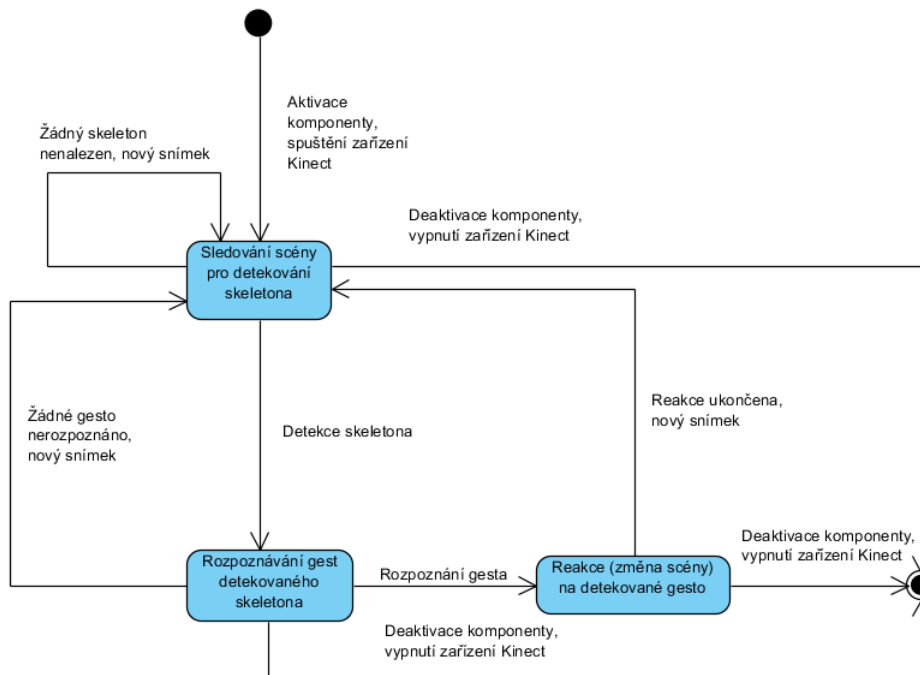 Aktivace
komponenty,
spuštění zařízení
Kinect
Žádný skeleton
nenalezen, nový snímek
Deaktivace komponenty,
vypnutí zařízení Kinect
Sledování scény
pro detekování
skeletona
Žádné gesto
nerozpoznáno,
nový snímek
Detekce skeletona
Reakce ukončena,
nový snímek
Deaktivace komponenty,
vypnutí zařízení Kinect
Rozpoznávání gest
detekovaného
skeletona
Rozpoznání gesta
Reakce (změna scény)
na detekované gesto
Deaktivace komponenty,
vypnutí zařízení Kinect